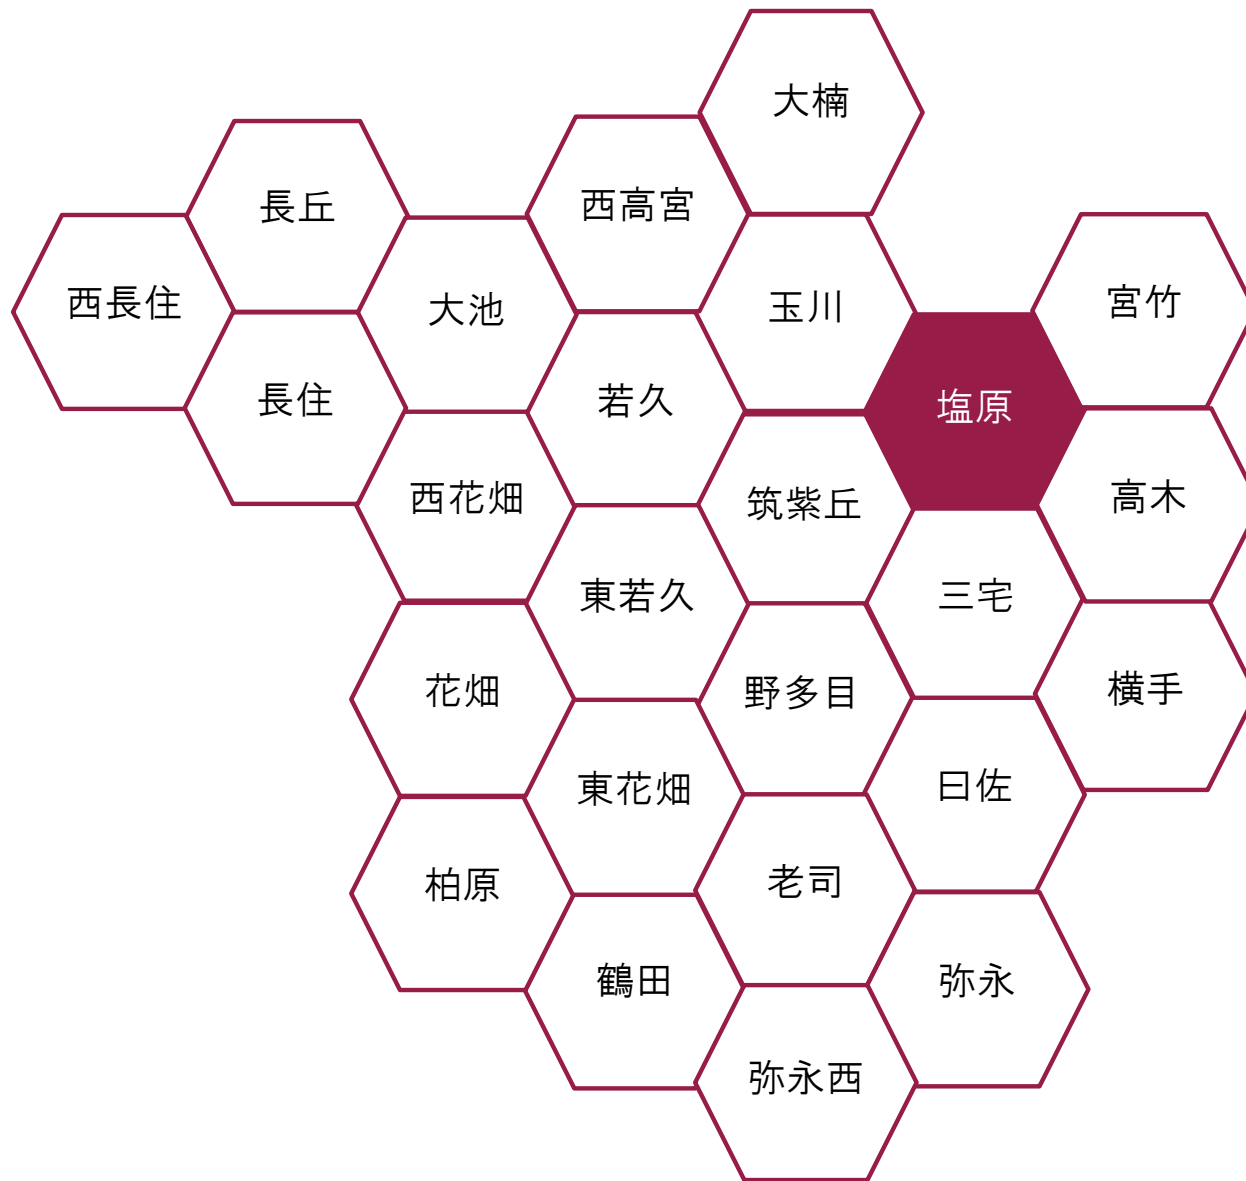 大楠
長丘
西高宮
西長住
大池
玉川
宮竹
長住
若久
塩原
西花畑
筑紫丘
高木
東若久
三宅
花畑
野多目
横手
東花畑
曰佐
柏原
老司
鶴田
弥永
弥永西